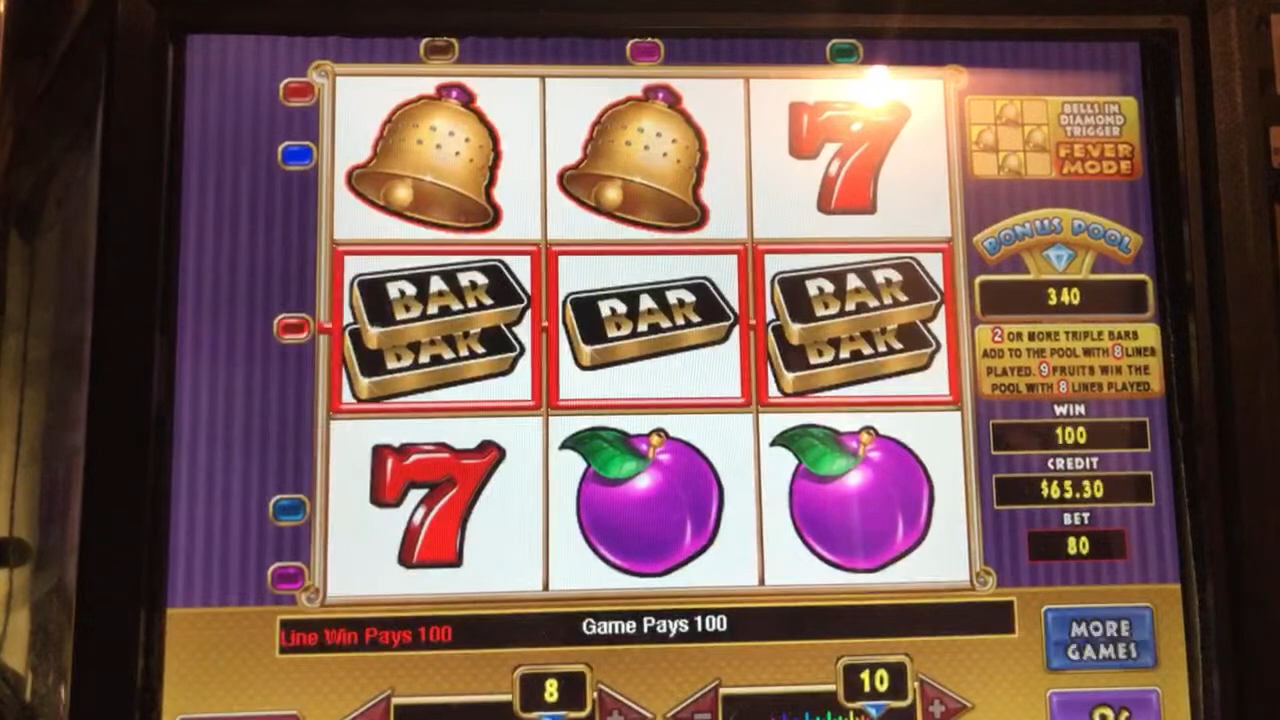 7
BELLS IN
DIAMOND
TRIGGER
FEVER
MODE
BONUS POOL
340
BAR
BAR
BAR
BAR
BAR
2 OR MORE TRIPLE BARS
ADD TO THE POOL WITH 8 LINES
PLAYED. 9 FRUITS WIN THE
POOL WITH 8 LINES PLAYED.
WIN
100
CREDIT
$65.30
BET
80
7
Line Win Pays 100
Game Pays 100
MORE
GAMES
8
10